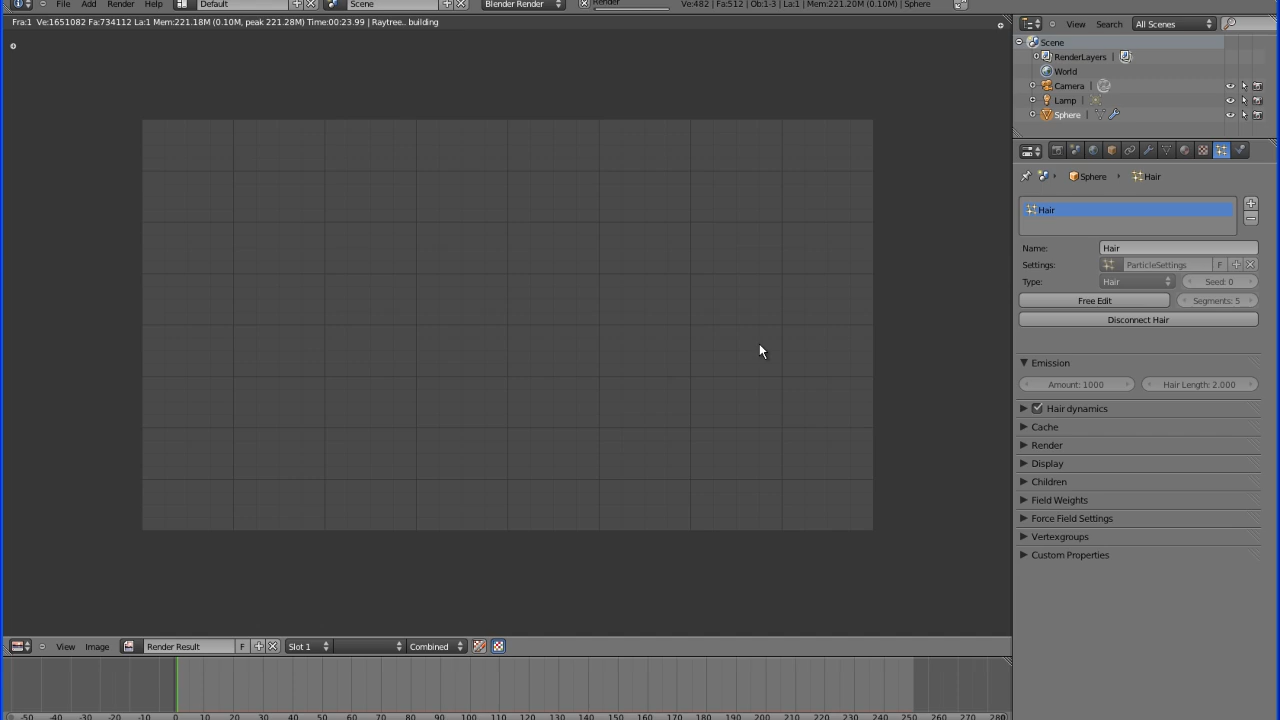 File Add Render Help Default Scene Blender Render Render Ve:482 | Fa:512 | Ob:1-3 | La:1 | Mem:221.20M (0.10M) | Sphere
Fra:1 Ve:1651082 Fa:734112 La:1 Mem:221.18M (0.10M, peak 221.28M) Time:00:23.99 | Raytree.. building
View Search All Scenes
Scene
RenderLayers |
World
Camera |
Lamp |
Sphere |
Sphere Hair
Hair
Name: Hair
Settings: ParticleSettings F
Type: Hair Seed: 0
Free Edit Segments: 5
Disconnect Hair
Emission
Amount: 1000 Hair Length: 2.000
Hair dynamics
Cache
Render
Display
Children
Field Weights
Force Field Settings
Vertexgroups
Custom Properties
View Image Render Result F Slot 1 Combined
-50 -40 -30 -20 -10 0 10 20 30 40 50 60 70 80 90 100 110 120 130 140 150 160 170 180 190 200 210 220 230 240 250 260 270 280